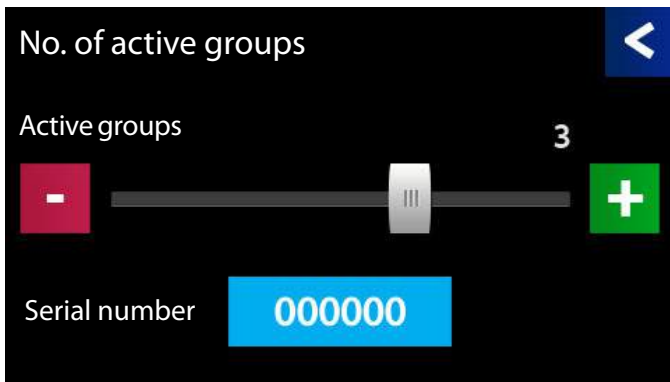 No. of active groups
<
Active groups
3
-
+
Serial number
000000